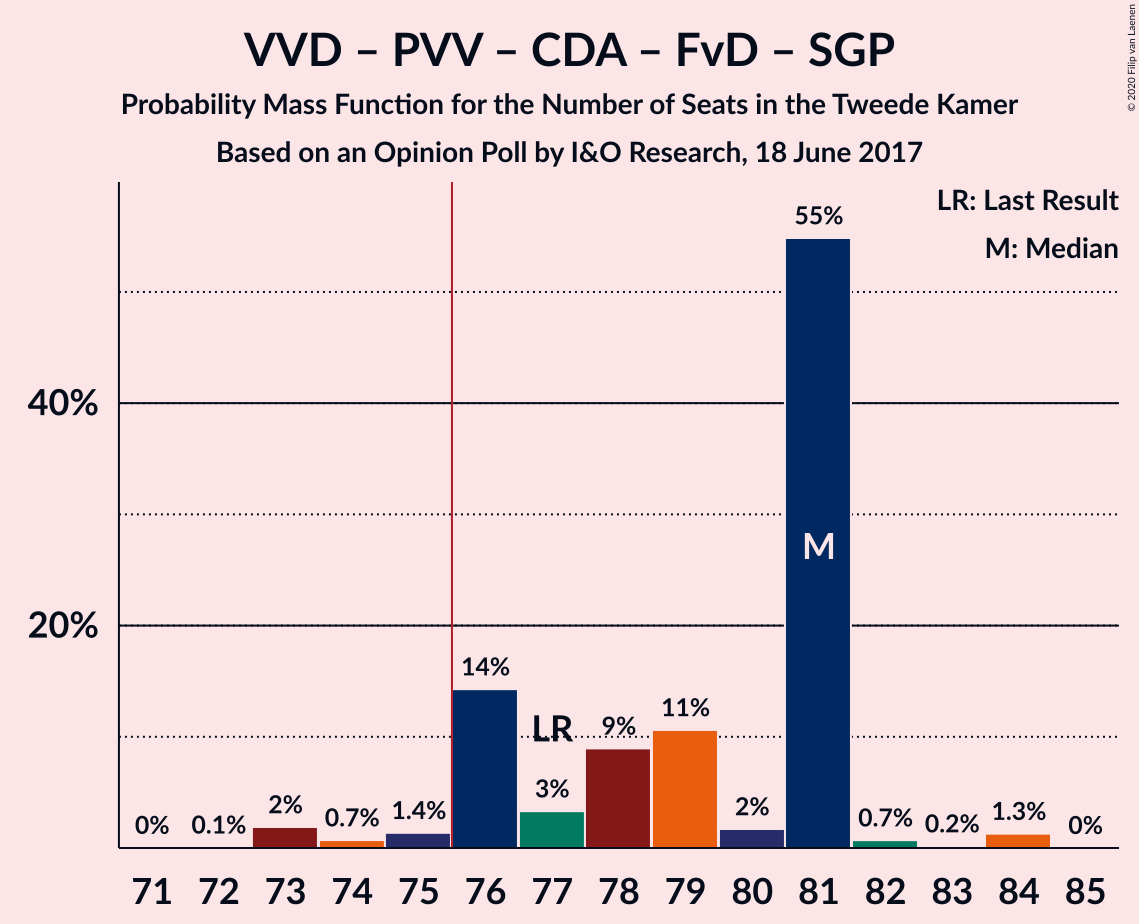 VVD – PVV – CDA – FvD – SGP
Probability Mass Function for the Number of Seats in the Tweede Kamer
Based on an Opinion Poll by I&O Research, 18 June 2017
© 2020 Filip van Laenen
LR: Last Result
M: Median
55%
40%
M
20%
14%
LR
9%
11%
3%
0%
0.1%
2%
0.7%
1.4%
2%
0.7%
0.2%
1.3%
0%
71 72 73 74 75 76 77 78 79 80 81 82 83 84 85